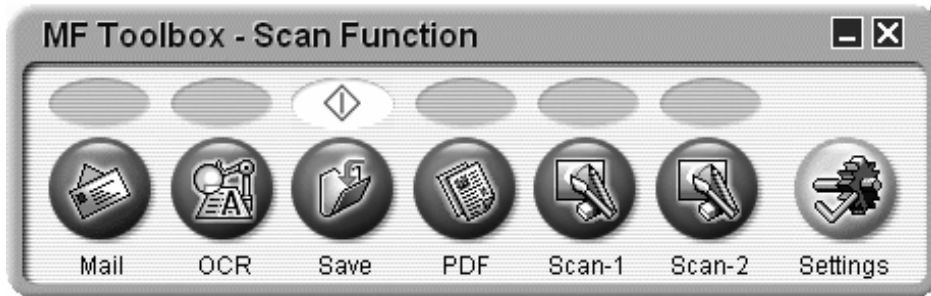 MF Toolbox - Scan Function
Mail OCR Save PDF Scan-1 Scan-2 Settings